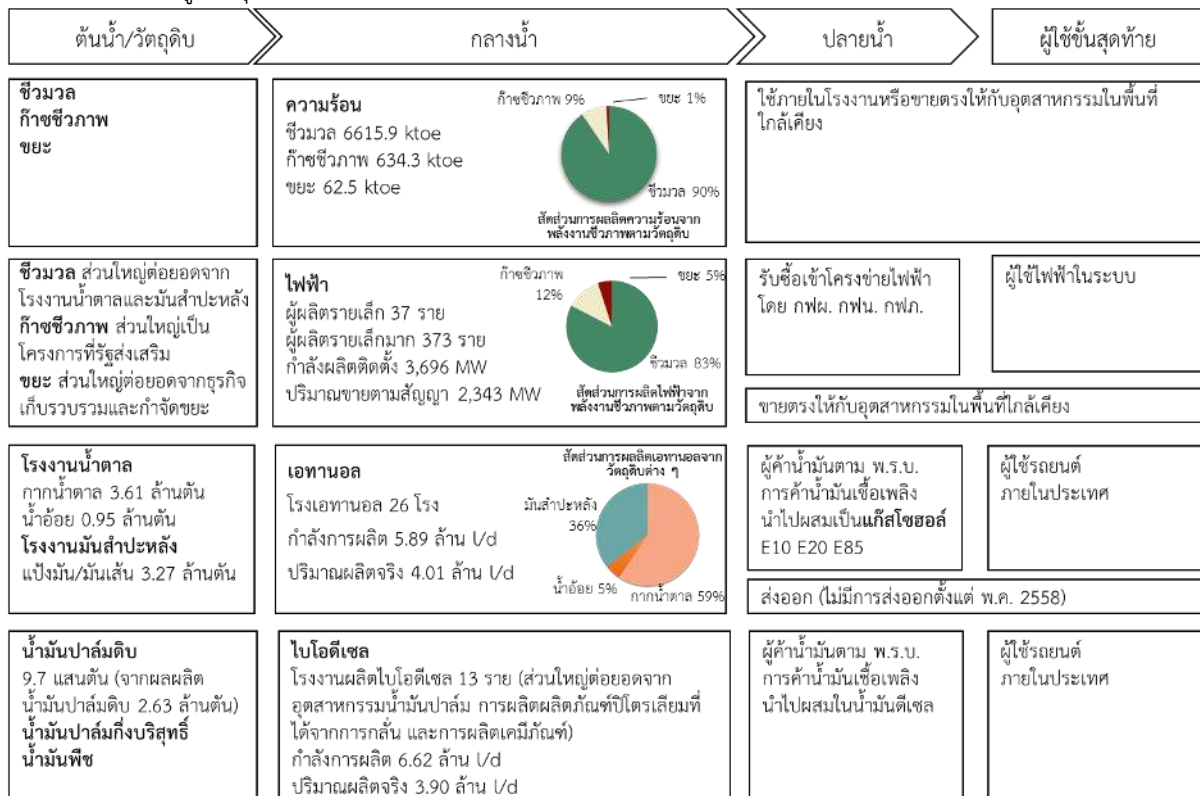 ต้นน้ำ/วัตถุดิบ
กลางน้ำ
ปลายน้ำ
ผู้ใช้ขั้นสุดท้าย
ชีวมวล
ก๊าซชีวภาพ
ขยะ
ความร้อน
ชีวมวล 6615.9 ktoe
ก๊าซชีวภาพ 634.3 ktoe
ขยะ 62.5 ktoe
ก๊าซชีวภาพ 9%
ขยะ 1%
ชีวมวล 90%
สัดส่วนการผลิตความร้อนจาก
พลังงานชีวภาพตามวัตถุดิบ
ใช้ภายในโรงงานหรือขายตรงให้กับอุตสาหกรรมในพื้นที่
ใกล้เคียง
ชีวมวล ส่วนใหญ่ต่อยอดจาก
โรงงานน้ำตาลและมันสำปะหลัง
ก๊าซชีวภาพ ส่วนใหญ่เป็น
โครงการที่รัฐส่งเสริม
ขยะ ส่วนใหญ่ต่อยอดจากธุรกิจ
เก็บรวบรวมและกำจัดขยะ
ไฟฟ้า
ผู้ผลิตรายเล็ก 37 ราย
ผู้ผลิตรายเล็กมาก 373 ราย
กำลังผลิตติดตั้ง 3,696 MW
ปริมาณขายตามสัญญา 2,343 MW
ก๊าซชีวภาพ
12%
ขยะ 5%
ชีวมวล 83%
สัดส่วนการผลิตไฟฟ้าจาก
พลังงานชีวภาพตามวัตถุดิบ
รับซื้อเข้าโครงข่ายไฟฟ้า
โดย กฟผ. กฟน. กฟภ.
ผู้ใช้ไฟฟ้าในระบบ
ขายตรงให้กับอุตสาหกรรมในพื้นที่ใกล้เคียง
โรงงานน้ำตาล
กากน้ำตาล 3.61 ล้านตัน
น้ำอ้อย 0.95 ล้านตัน
โรงงานมันสำปะหลัง
แป้งมัน/มันเส้น 3.27 ล้านตัน
เอทานอล
โรงเอทานอล 26 โรง
กำลังการผลิต 5.89 ล้าน l/d
ปริมาณผลิตจริง 4.01 ล้าน l/d
สัดส่วนการผลิตเอทานอลจาก
วัตถุดิบต่าง ๆ
มันสำปะหลัง
36%
น้ำอ้อย 5%
กากน้ำตาล 59%
ผู้ค้าน้ำมันตาม พ.ร.บ.
การค้าน้ำมันเชื้อเพลิง
นำไปผสมเป็นแก๊สโซฮอล์
E10 E20 E85
ผู้ใช้รถยนต์
ภายในประเทศ
ส่งออก (ไม่มีการส่งออกตั้งแต่ พ.ค. 2558)
น้ำมันปาล์มดิบ
9.7 แสนตัน (จากผลผลิต
น้ำมันปาล์มดิบ 2.63 ล้านตัน)
น้ำมันปาล์มกึ่งบริสุทธิ์
น้ำมันพืช
ไบโอดีเซล
โรงงานผลิตไบโอดีเซล 13 ราย (ส่วนใหญ่ต่อยอดจาก
อุตสาหกรรมน้ำมันปาล์ม การผลิตผลิตภัณฑ์ปิโตรเลียมที่
ได้จากการกลั่น และการผลิตเคมีภัณฑ์)
กำลังการผลิต 6.62 ล้าน l/d
ปริมาณผลิตจริง 3.90 ล้าน l/d
ผู้ค้าน้ำมันตาม พ.ร.บ.
การค้าน้ำมันเชื้อเพลิง
นำไปผสมในน้ำมันดีเซล
ผู้ใช้รถยนต์
ภายในประเทศ